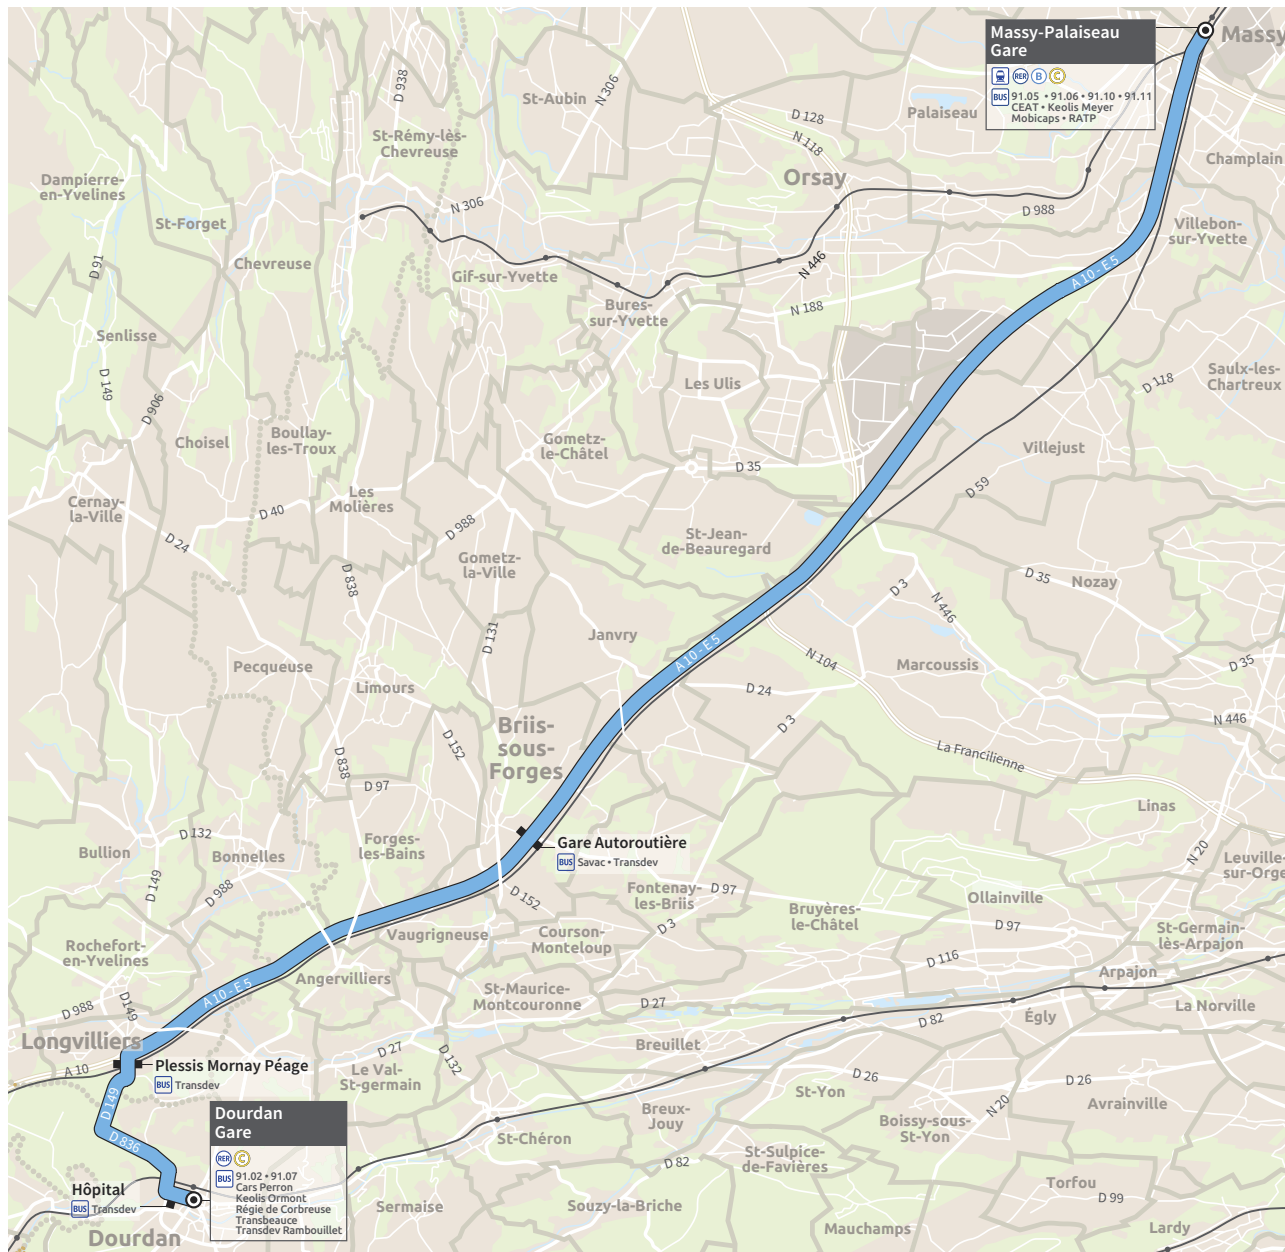 Massy-Palaiseau
Gare
RER B C
BUS 91.05 • 91.06 • 91.10 • 91.11
CEAT • Keolis Meyer
Mobicaps • RATP
Massy
D 938
St-Aubin
N 306
Palaiseau
D 128
N 118
St-Rémy-lès-
Chevreuse
Champlain
Dampierre-
en-Yvelines
Orsay
N 306
D 988
St-Forget
Villebon-
sur-Yvette
D 91
Chevreuse
Gif-sur-Yvette
N 446
A 10 - E 5
Bures-
sur-Yvette
N 188
Senlisse
D 149
D 906
Les Ulis
D 118
Saulx-les-
Chartreux
Choisel
Boullay-
les-Troux
Gometz-
le-Châtel
Villejust
D 35
D 59
Cernay-
la-Ville
Les
Molières
D 40
D 988
D 24
St-Jean-
de-Beauregard
Gometz-
la-Ville
D 838
D 3
D 35
Nozay
N 446
D 131
Janvry
A 10 - E 5
N 104
Marcoussis
D 35
Pecqueuse
Limours
D 24
D 3
N 446
Briis-
sous-
Forges
D 152
D 838
La Francilienne
D 97
Linas
D 132
Forges-
les-Bains
Gare Autoroutière
BUS Savac • Transdev
N 20
Bullion
Bonnelles
Leuville-
sur-Orge
D 149
D 988
D 152
Fontenay-
les-Briis
D 97
Ollainville
Bruyères-
le-Châtel
D 3
D 97
Vaugrigneuse
Courson-
Monteloup
St-Germain-
lès-Arpajon
Rochefort-
en-Yvelines
D 116
Arpajon
Angervilliers
A 10 - E 5
St-Maurice-
Montcouronne
D 27
La Norville
D 988
D 149
D 82
Égly
Longvilliers
Breuillet
D 27
D 132
Plessis Mornay Péage
BUS Transdev
A 10
Le Val-
St-germain
D 26
D 26
St-Yon
D 149
Avrainville
N 20
Breux-
Jouy
Boissy-sous-
St-Yon
Dourdan
Gare
RER C
BUS 91.02 • 91.07
Cars Perron
Keolis Ormont
Régie de Corbreuse
Transbeauce
Transdev Rambouillet
D 836
St-Chéron
D 82
St-Sulpice-
de-Favières
Torfou
D 99
Hôpital
BUS Transdev
Sermaise
Souzy-la-Briche
Mauchamps
Lardy
Dourdan